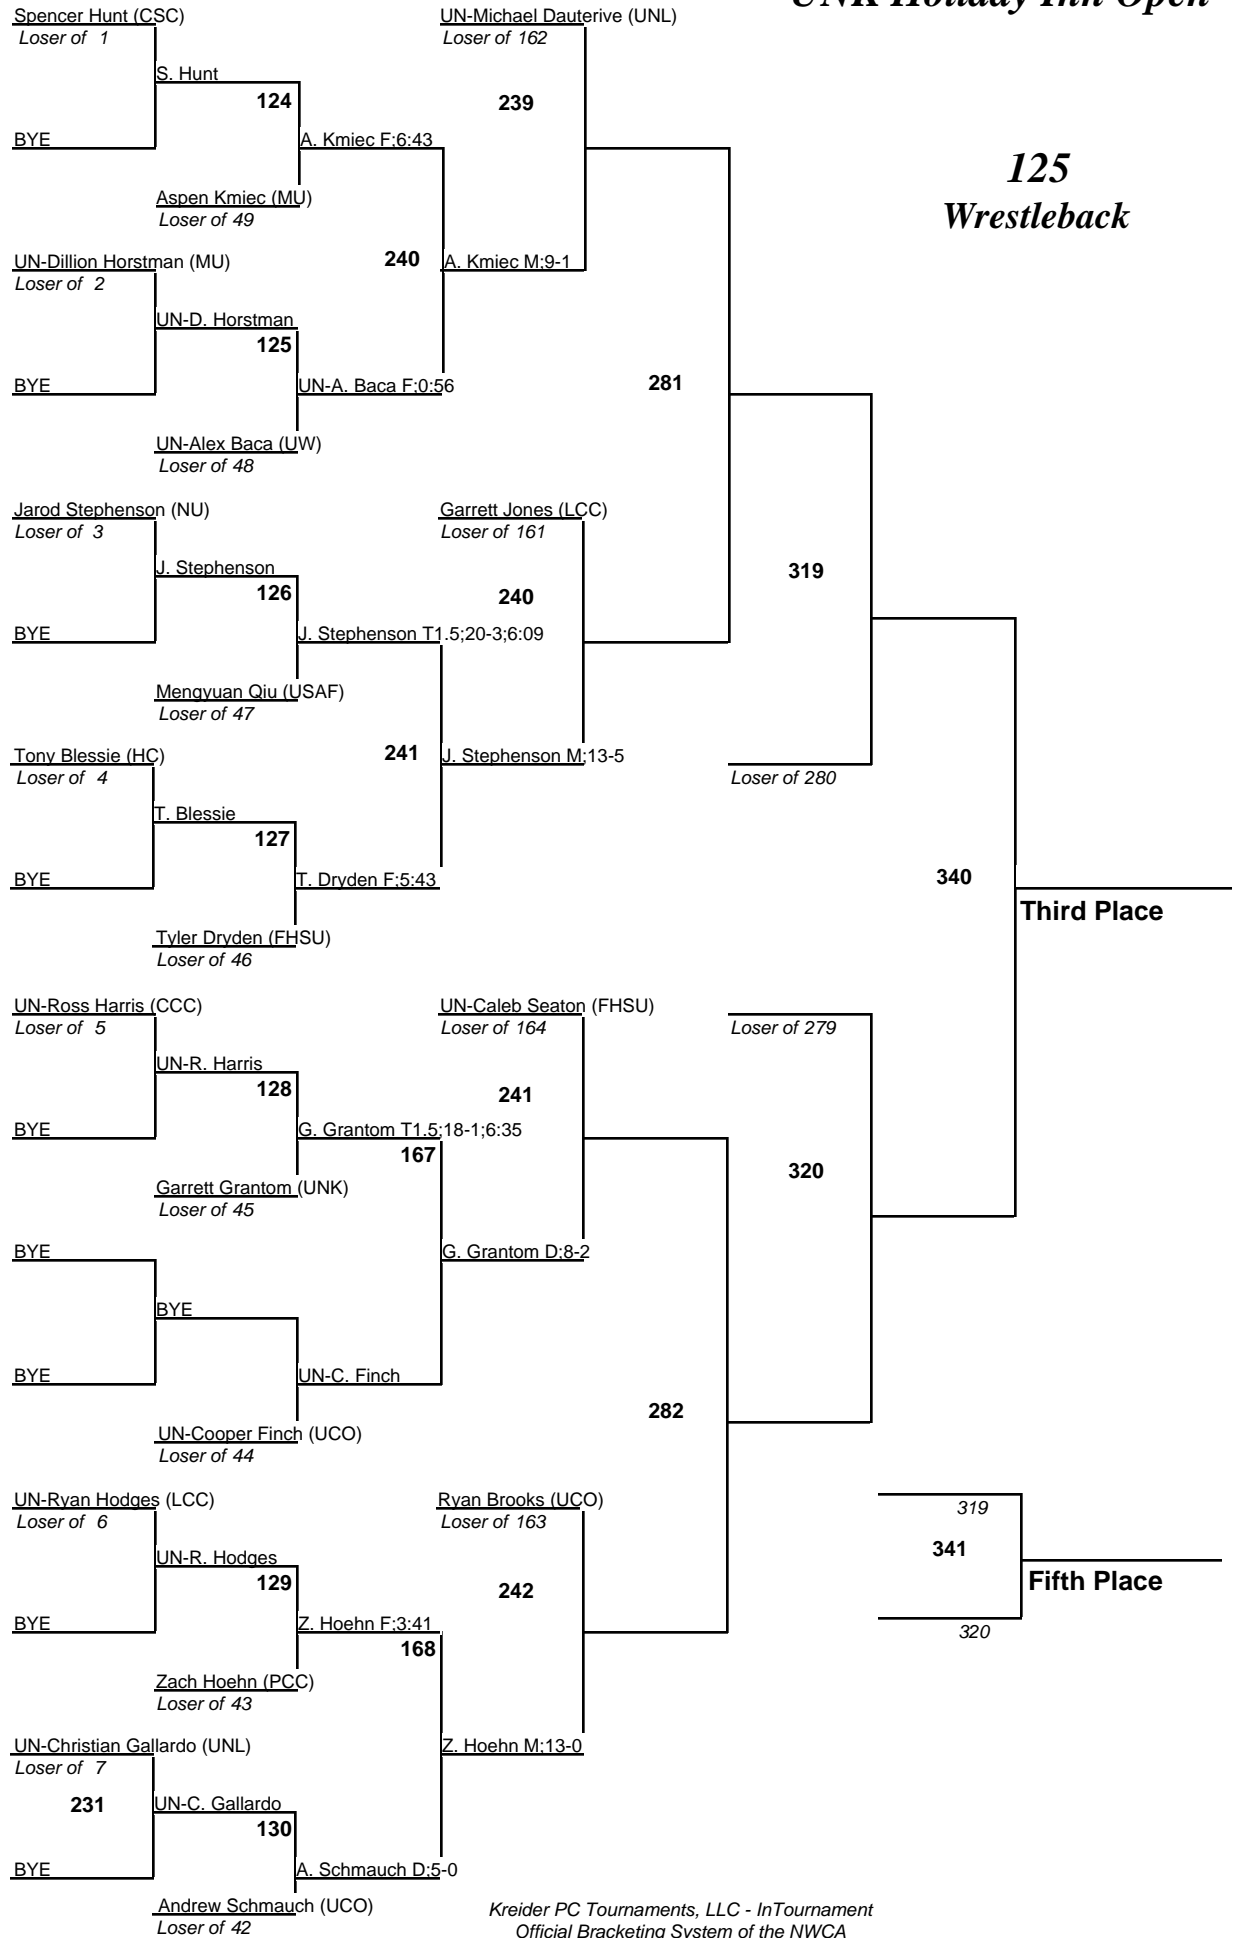 UNK Holiday Inn Open
125
Wrestleback
Spencer Hunt (CSC)
Loser of 1
S. Hunt
124
BYE
A. Kmiec F;6:43
Aspen Kmiec (MU)
Loser of 49
UN-Dillion Horstman (MU)
Loser of 2
240
A. Kmiec M;9-1
UN-D. Horstman
125
BYE
UN-A. Baca F;0:56
UN-Alex Baca (UW)
Loser of 48
UN-Michael Dauterive (UNL)
Loser of 162
239
281
Jarod Stephenson (NU)
Loser of 3
J. Stephenson
126
BYE
J. Stephenson T1.5;20-3;6:09
Mengyuan Qiu (USAF)
Loser of 47
Garrett Jones (LCC)
Loser of 161
240
319
Tony Blessie (HC)
Loser of 4
241
J. Stephenson M;13-5
T. Blessie
127
BYE
T. Dryden F;5:43
Tyler Dryden (FHSU)
Loser of 46
Loser of 280
340
Third Place
UN-Ross Harris (CCC)
Loser of 5
UN-R. Harris
128
BYE
G. Grantom T1.5;18-1;6:35
167
Garrett Grantom (UNK)
Loser of 45
UN-Caleb Seaton (FHSU)
Loser of 164
241
Loser of 279
320
BYE
G. Grantom D;8-2
BYE
BYE
UN-C. Finch
UN-Cooper Finch (UCO)
Loser of 44
282
UN-Ryan Hodges (LCC)
Loser of 6
UN-R. Hodges
129
BYE
Z. Hoehn F;3:41
168
Zach Hoehn (PCC)
Loser of 43
Ryan Brooks (UCO)
Loser of 163
242
319
341
Fifth Place
320
UN-Christian Gallardo (UNL)
Loser of 7
231
Z. Hoehn M;13-0
UN-C. Gallardo
130
BYE
A. Schmauch D;5-0
Andrew Schmauch (UCO)
Loser of 42
Kreider PC Tournaments, LLC - InTournament
Official Bracketing System of the NWCA